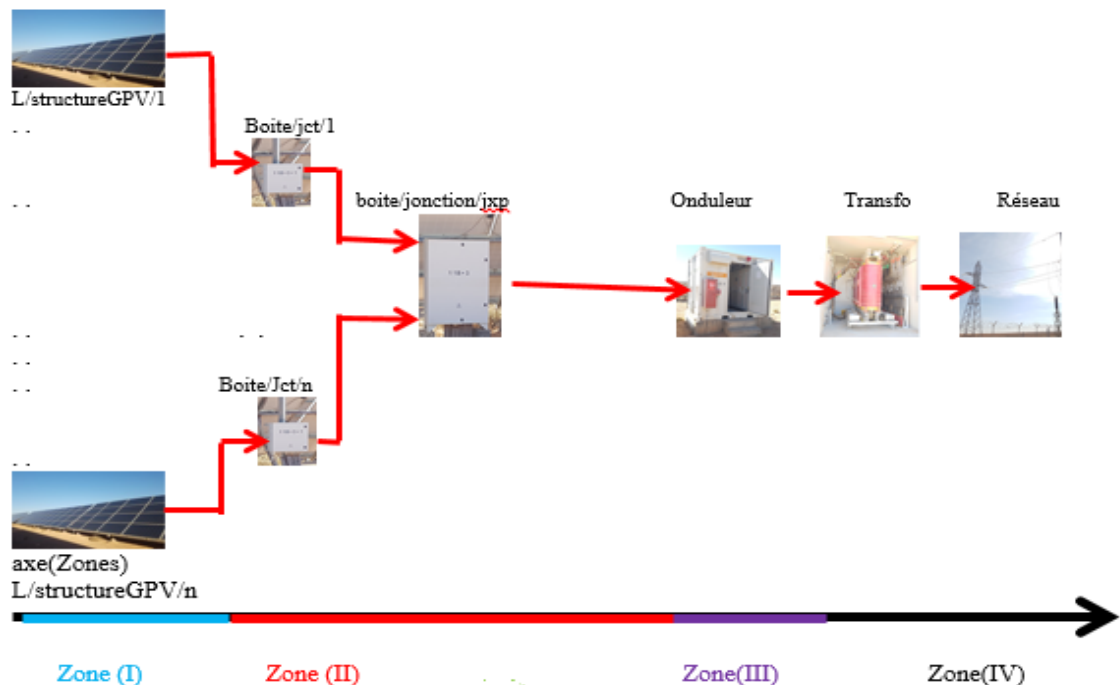 L/structureGPV/1
. .
Boite/jct/1
. .
boite/jonction/jxp
Onduleur
Transfo
Réseau
. .
. .
. .
. .
Boite/Jct/n
. .
axe(Zones)
L/structureGPV/n
Zone (I)
Zone (II)
Zone(III)
Zone(IV)